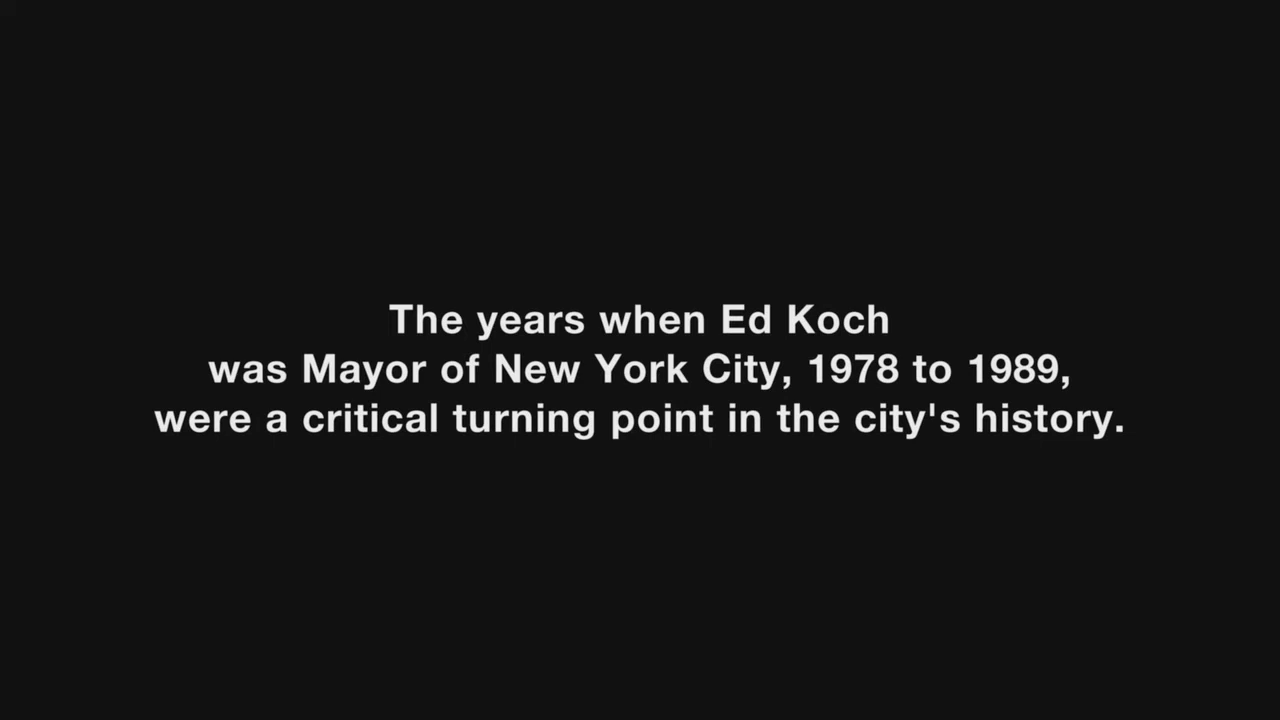 The years when Ed Koch
was Mayor of New York City, 1978 to 1989,
were a critical turning point in the city's history.